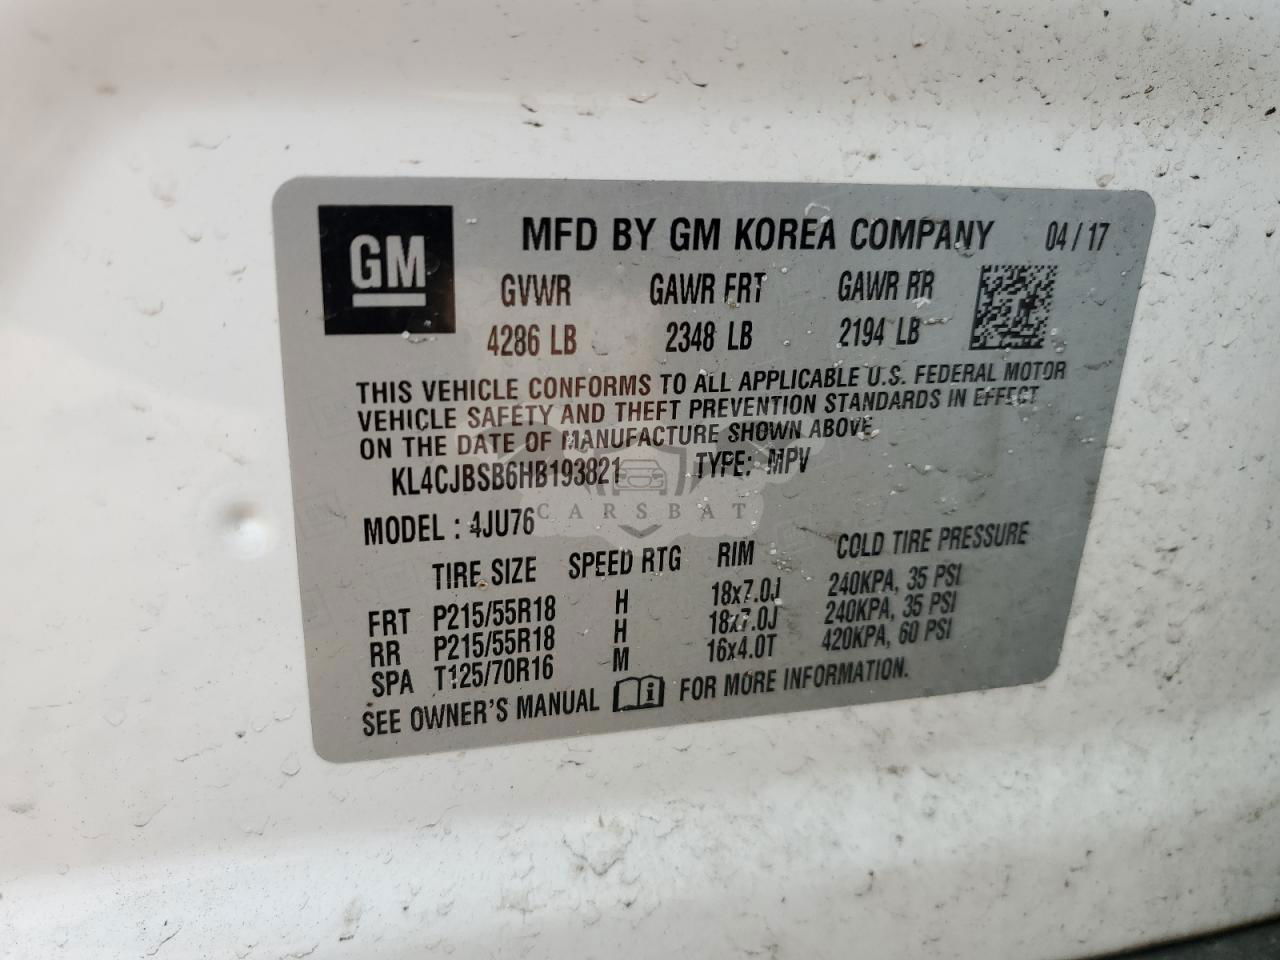 GM
MFD BY GM KOREA COMPANY 04/17
GVWR GAWR FRT GAWR RR
4286 LB 2348 LB 2194 LB
THIS VEHICLE CONFORMS TO ALL APPLICABLE U.S. FEDERAL MOTOR
VEHICLE SAFETY AND THEFT PREVENTION STANDARDS IN EFFECT
ON THE DATE OF MANUFACTURE SHOWN ABOVE
KL4CJBSB6HB193821 TYPE: MPV
CARSBAT
MODEL : 4JU76
TIRE SIZE SPEED RTG RIM COLD TIRE PRESSURE
FRT P215/55R18 H 18x7.0J 240KPA, 35 PSI
RR P215/55R18 H 18x7.0J 240KPA, 35 PSI
SPA T125/70R16 M 16x4.0T 420KPA, 60 PSI
SEE OWNER'S MANUAL i FOR MORE INFORMATION.